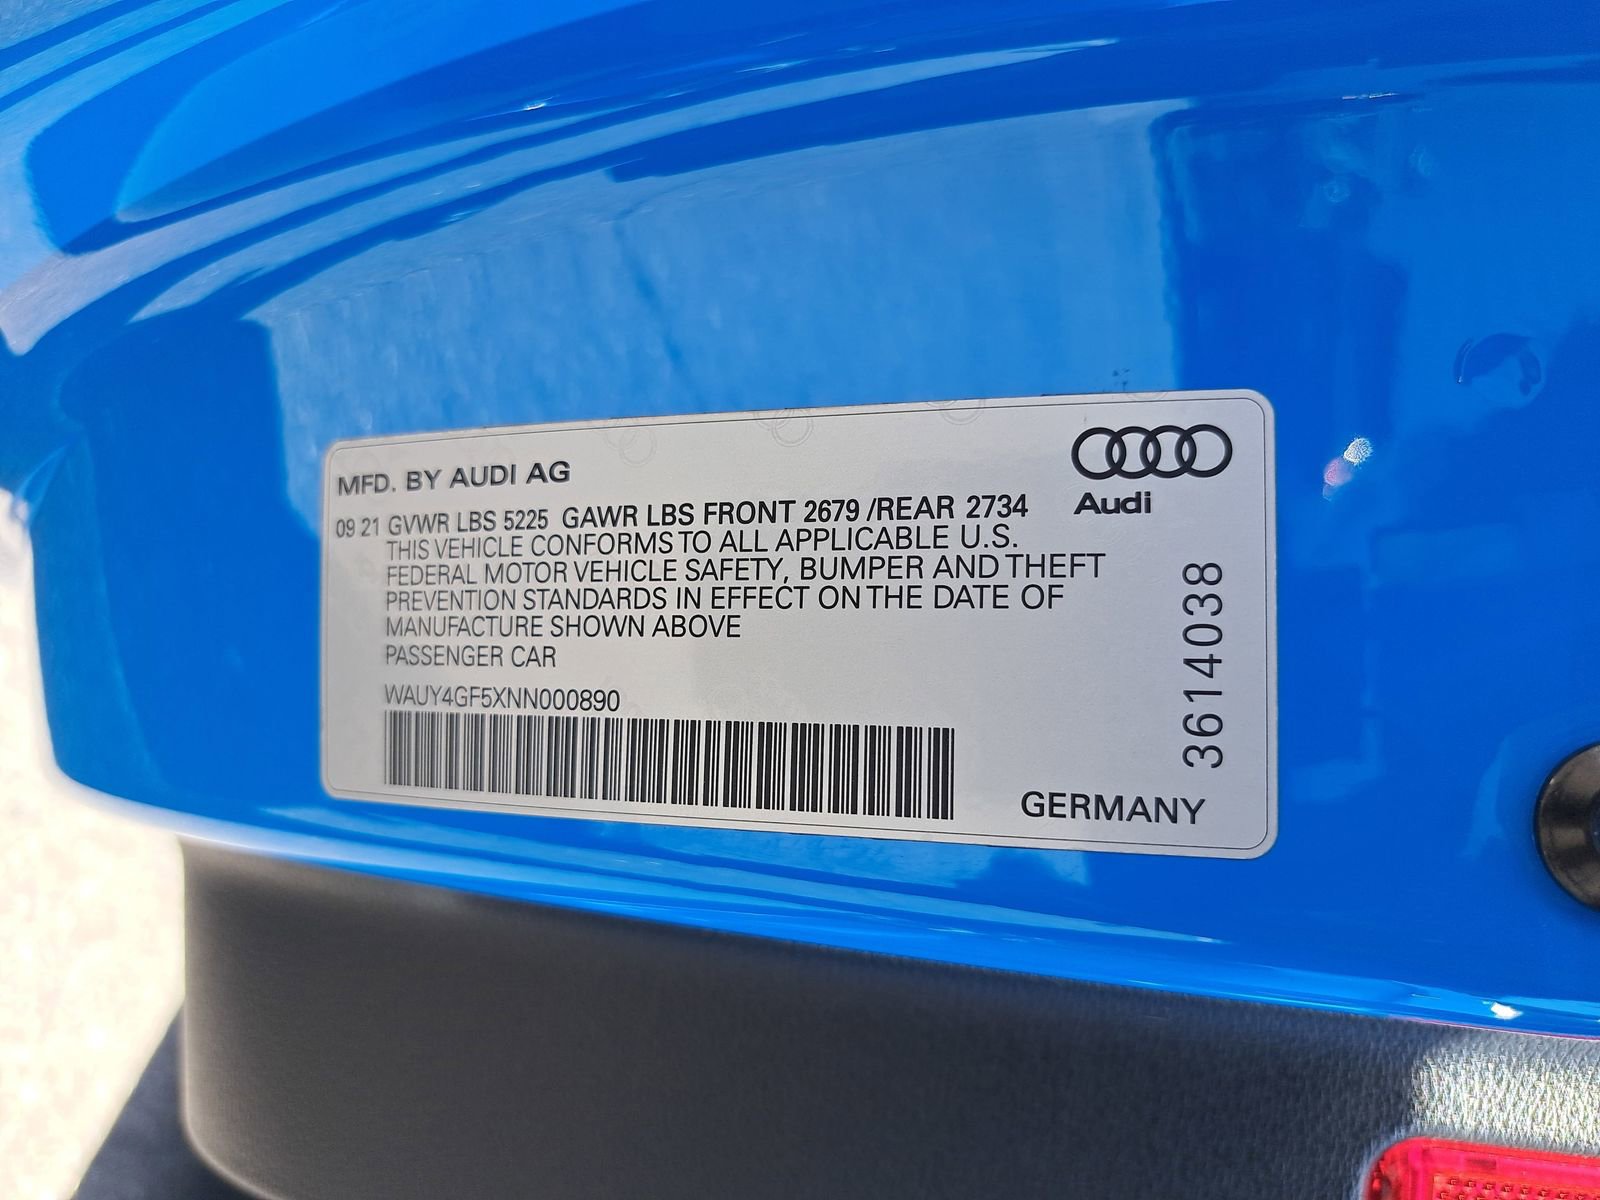 MFD. BY AUDI AG
Audi
09 21 GVWR LBS 5225 GAWR LBS FRONT 2679 /REAR 2734
THIS VEHICLE CONFORMS TO ALL APPLICABLE U.S.
FEDERAL MOTOR VEHICLE SAFETY, BUMPER AND THEFT
PREVENTION STANDARDS IN EFFECT ON THE DATE OF
MANUFACTURE SHOWN ABOVE
PASSENGER CAR
WAUY4GF5XNN000890
3614038
GERMANY